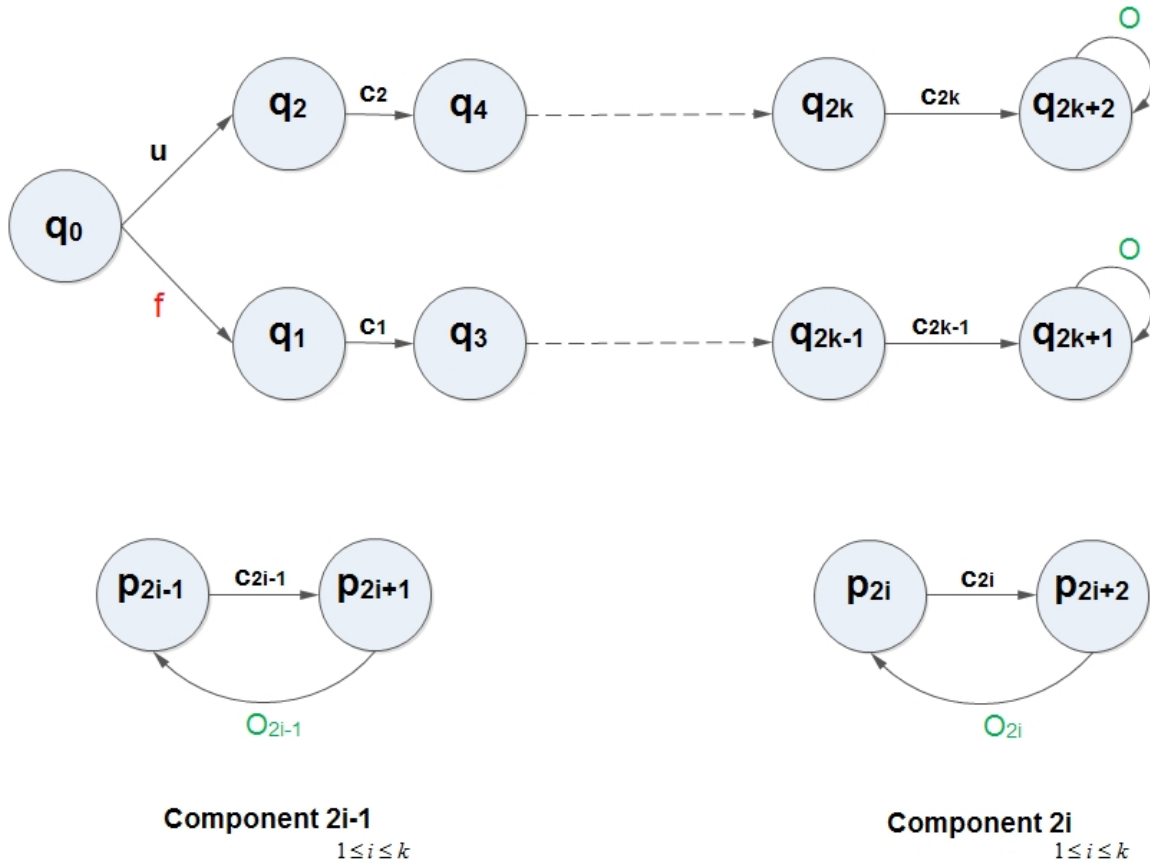 O
q2 c2 q4 q2k c2k q2k+2
u
q0
O
f
q1 c1 q3 q2k-1 c2k-1 q2k+1
p2i-1 c2i-1 p2i+1 p2i c2i p2i+2
O2i-1 O2i
Component 2i-1 Component 2i
1≤i≤k 1≤i≤k